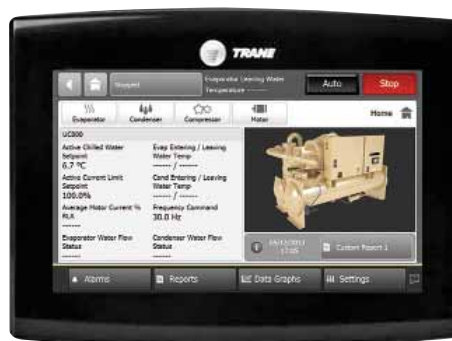 TRANE
Stopped
Evaporator Leaving Water
Temperature -------
Auto
Stop
Evaporator
Condenser
Compressor
Motor
Home
UC800
Active Chilled Water
Setpoint
6.7 °C
Evap Entering / Leaving
Water Temp
------ / ------
Active Current Limit
Setpoint
100.0%
Cond Entering / Leaving
Water Temp
------ / ------
Average Motor Current %
RLA
------
Frequency Command
30.0 Hz
Evaporator Water Flow
Status
------
Condenser Water Flow
Status
------
17:05
Custom Report 1
Alarms
Reports
Data Graphs
Settings